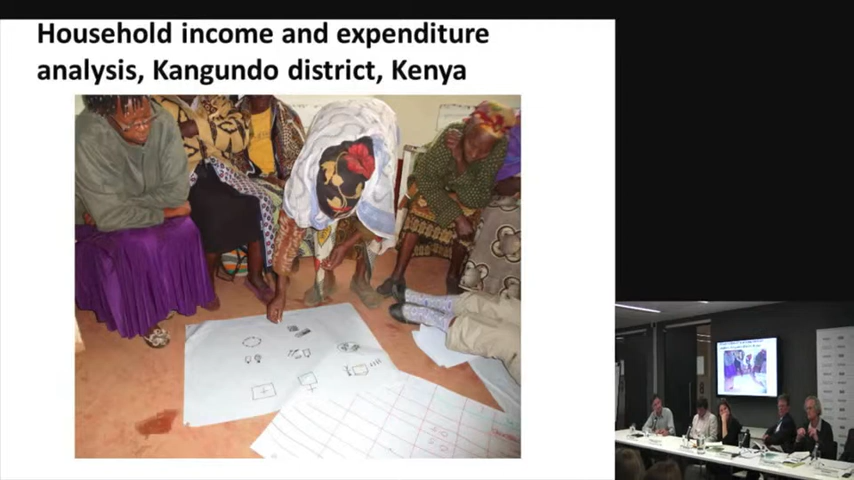 Household income and expenditure
analysis, Kangundo district, Kenya